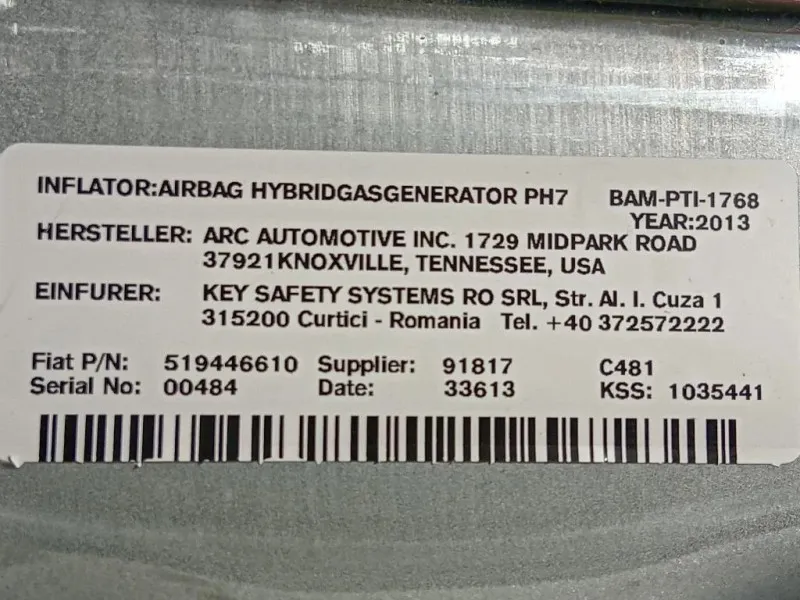 INFLATOR:AIRBAG HYBRIDGASGENERATOR PH7 BAM-PTI-1768
YEAR:2013
HERSTELLER: ARC AUTOMOTIVE INC. 1729 MIDPARK ROAD
37921KNOXVILLE, TENNESSEE, USA
EINFURER: KEY SAFETY SYSTEMS RO SRL, Str. Al. I. Cuza 1
315200 Curtici - Romania Tel. +40 372572222
Fiat P/N: 519446610 Supplier: 91817 C481
Serial No: 00484 Date: 33613 KSS: 1035441